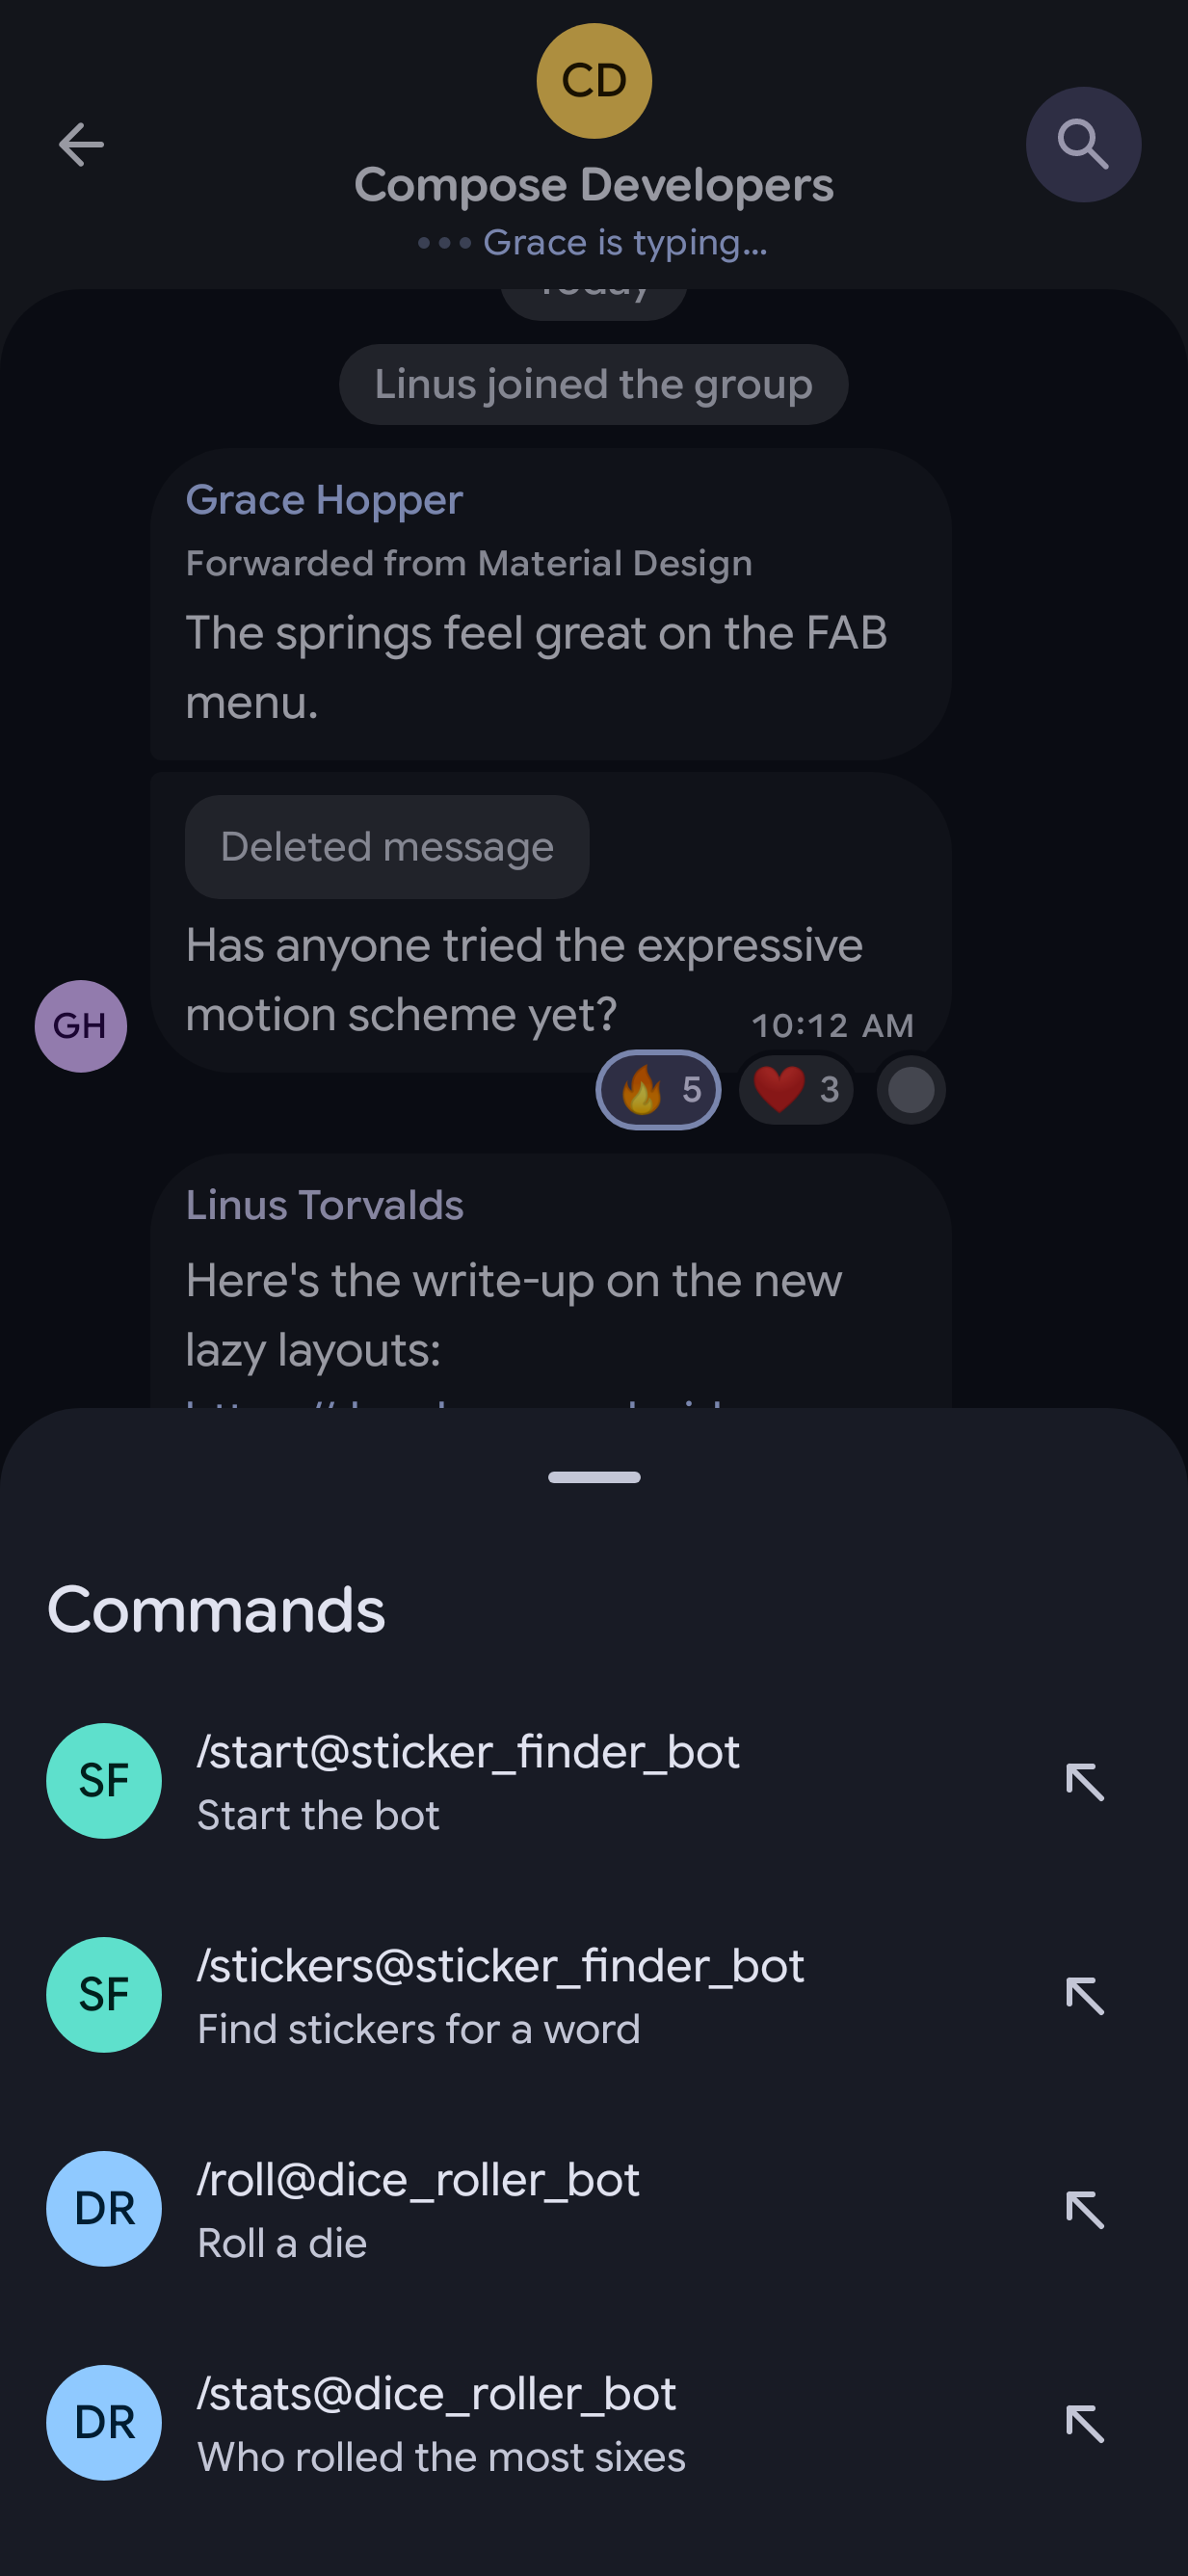 CD
Compose Developers
Grace is typing...
Today
Linus joined the group
Grace Hopper
Forwarded from Material Design
The springs feel great on the FAB
menu.
Deleted message
Has anyone tried the expressive
motion scheme yet?
10:12 AM
GH
🔥 5
❤️ 3
Linus Torvalds
Here's the write-up on the new
lazy layouts:
Commands
SF
/start@sticker_finder_bot
Start the bot
SF
/stickers@sticker_finder_bot
Find stickers for a word
DR
/roll@dice_roller_bot
Roll a die
DR
/stats@dice_roller_bot
Who rolled the most sixes